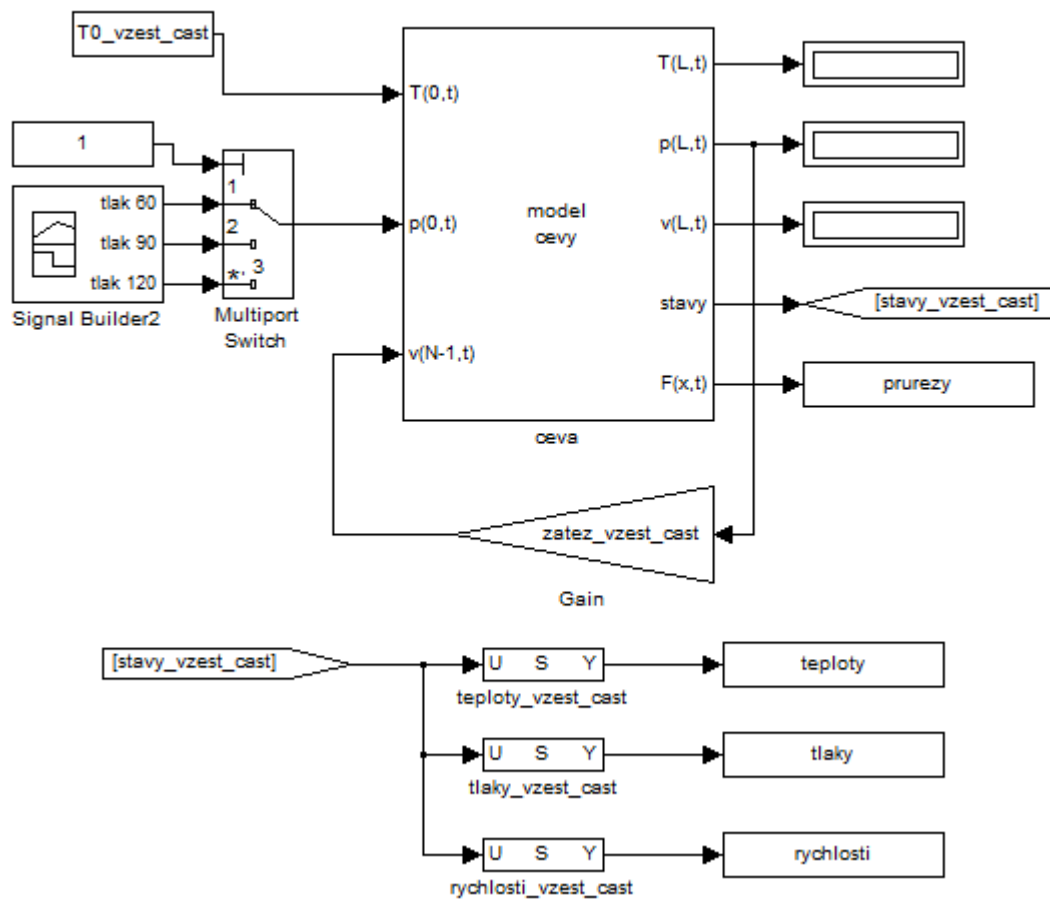 T0_vzest_cast
T(0,t)
T(L,t)
1
p(L,t)
tlak 60
1
model
cevy
tlak 90
2
p(0,t)
v(L,t)
tlak 120
*,
3
Signal Builder2
Multiport
Switch
stavy
[stavy_vzest_cast]
v(N-1,t)
F(x,t)
prurezy
ceva
zatez_vzest_cast
Gain
[stavy_vzest_cast]
U S Y
teploty
teploty_vzest_cast
U S Y
tlaky
tlaky_vzest_cast
U S Y
rychlosti
rychlosti_vzest_cast